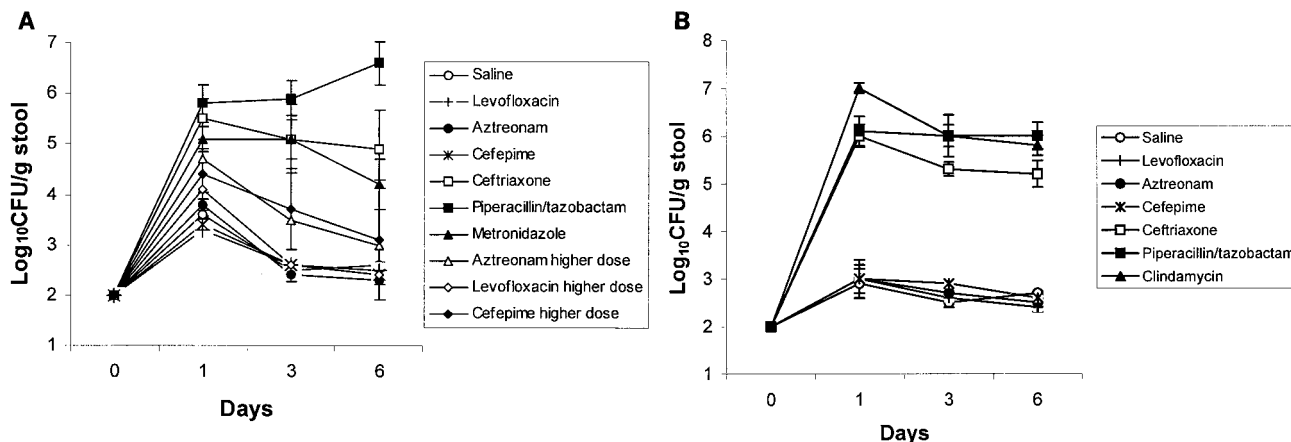 A
Log10CFU/g stool
7
6
5
4
3
2
1
0 1 3 6
Days
Saline
Levofloxacin
Aztreonam
Cefepime
Ceftriaxone
Piperacillin/tazobactam
Metronidazole
Aztreonam higher dose
Levofloxacin higher dose
Cefepime higher dose
B
Log10CFU/g stool
8
7
6
5
4
3
2
1
0 1 3 6
Days
Saline
Levofloxacin
Aztreonam
Cefepime
Ceftriaxone
Piperacillin/tazobactam
Clindamycin